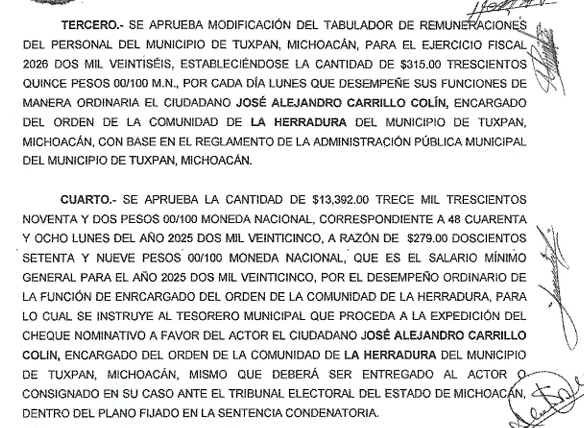 TERCERO.- SE APRUEBA MODIFICACIÓN DEL TABULADOR DE REMUNERACIONES
DEL PERSONAL DEL MUNICIPIO DE TUXPAN, MICHOACÁN, PARA EL EJERCICIO FISCAL
2026 DOS MIL VEINTISÉIS, ESTABLECIÉNDOSE LA CANTIDAD DE $315.00 TRESCIENTOS
QUINCE PESOS 00/100 M.N., POR CADA DÍA LUNES QUE DESEMPEÑE SUS FUNCIONES DE
MANERA ORDINARIA EL CIUDADANO JOSÉ ALEJANDRO CARRILLO COLÍN, ENCARGADO
DEL ORDEN DE LA COMUNIDAD DE LA HERRADURA DEL MUNICIPIO DE TUXPAN,
MICHOACÁN, CON BASE EN EL REGLAMENTO DE LA ADMINISTRACIÓN PÚBLICA MUNICIPAL
DEL MUNICIPIO DE TUXPAN, MICHOACÁN.
CUARTO.- SE APRUEBA LA CANTIDAD DE $13,392.00 TRECE MIL TRESCIENTOS
NOVENTA Y DOS PESOS 00/100 MONEDA NACIONAL, CORRESPONDIENTE A 48 CUARENTA
Y OCHO LUNES DEL AÑO 2025 DOS MIL VEINTICINCO, A RAZÓN DE $279.00 DOSCIENTOS
SETENTA Y NUEVE PESOS 00/100 MONEDA NACIONAL, QUE ES EL SALARIO MÍNIMO
GENERAL PARA EL AÑO 2025 DOS MIL VEINTICINCO, POR EL DESEMPEÑO ORDINARIO DE
LA FUNCIÓN DE ENRCARGADO DEL ORDEN DE LA COMUNIDAD DE LA HERRADURA, PARA
LO CUAL SE INSTRUYE AL TESORERO MUNICIPAL QUE PROCEDA A LA EXPEDICIÓN DEL
CHEQUE NOMINATIVO A FAVOR DEL ACTOR EL CIUDADANO JOSÉ ALEJANDRO CARRILLO
COLIN, ENCARGADO DEL ORDEN DE LA COMUNIDAD DE LA HERRADURA DEL MUNICIPIO
DE TUXPAN, MICHOACÁN, MISMO QUE DEBERÁ SER ENTREGADO AL ACTOR O
CONSIGNADO EN SU CASO ANTE EL TRIBUNAL ELECTORAL DEL ESTADO DE MICHOACÁN,
DENTRO DEL PLANO FIJADO EN LA SENTENCIA CONDENATORIA.